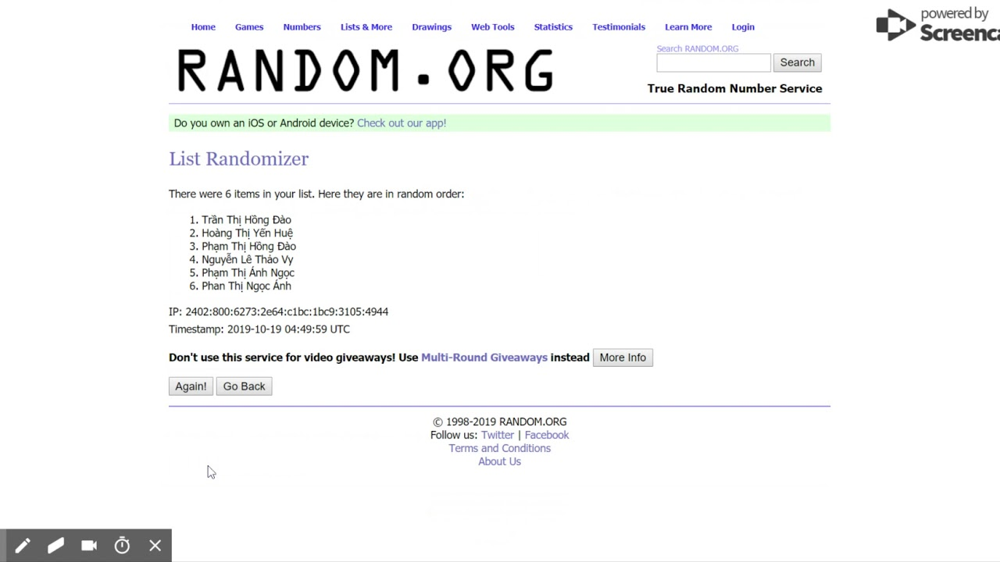 powered by
Screenca
Home Games Numbers Lists & More Drawings Web Tools Statistics Testimonials Learn More Login
RANDOM.ORG
Search RANDOM.ORG
Search
True Random Number Service
Do you own an iOS or Android device? Check out our app!
List Randomizer
There were 6 items in your list. Here they are in random order:
1. Trần Thị Hồng Đào
2. Hoàng Thị Yến Huệ
3. Phạm Thị Hồng Đào
4. Nguyễn Lê Thảo Vy
5. Phạm Thị Ánh Ngọc
6. Phan Thị Ngọc Ánh
IP: 2402:800:6273:2e64:c1bc:1bc9:3105:4944
Timestamp: 2019-10-19 04:49:59 UTC
Don't use this service for video giveaways! Use Multi-Round Giveaways instead More Info
Again! Go Back
© 1998-2019 RANDOM.ORG
Follow us: Twitter | Facebook
Terms and Conditions
About Us